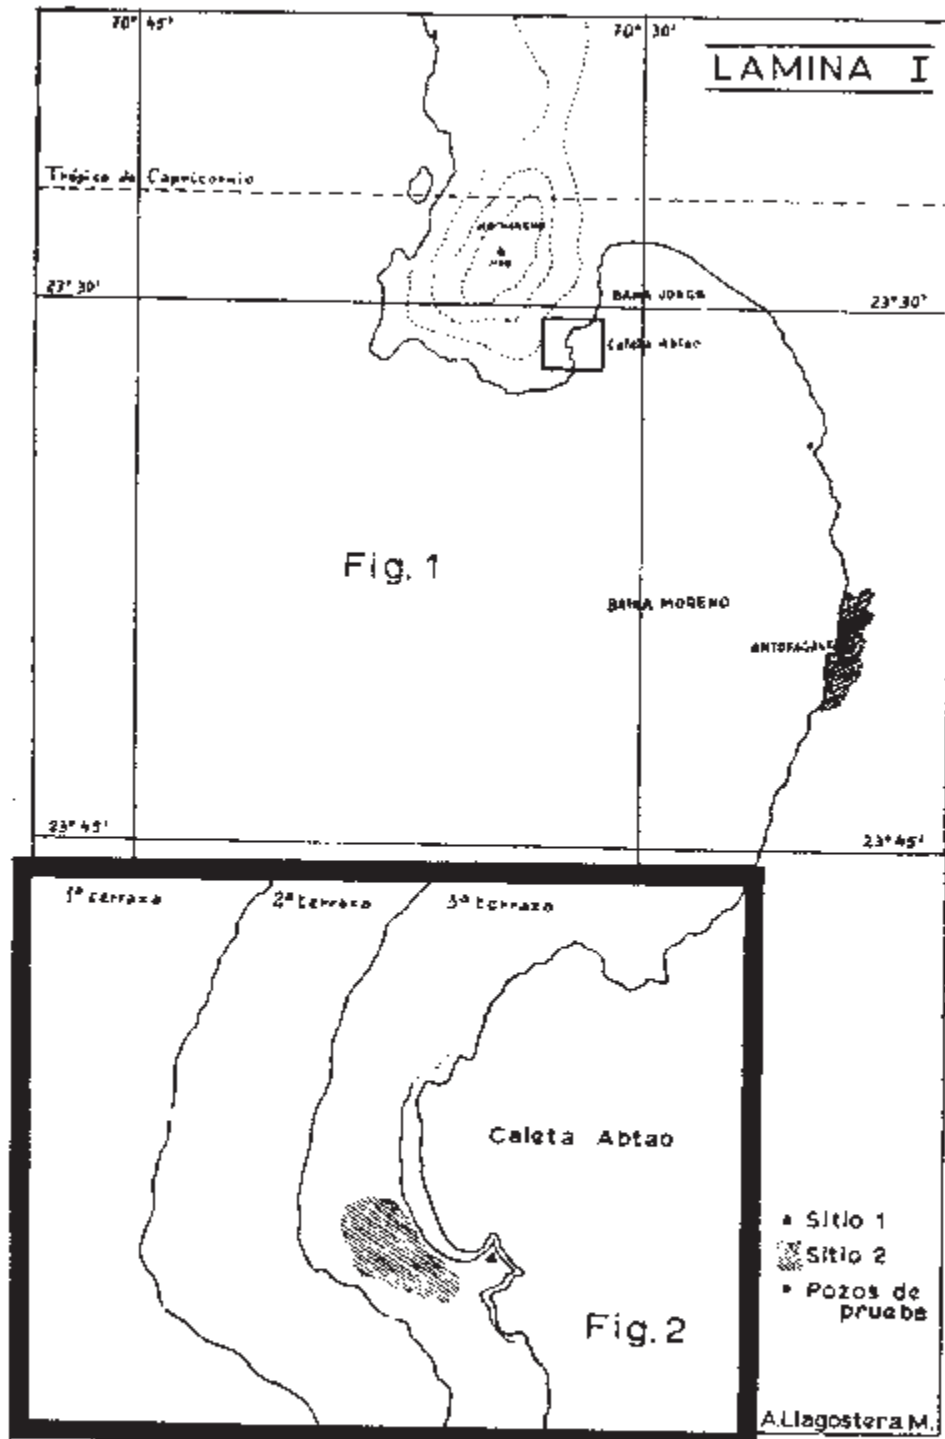 70° 45'
70° 30'
LAMINA I
Trópico de Capricornio
23° 30'
BAHIA JORGE
23° 30'
Caleta Abtao
Fig. 1
BAHIA MORENO
23° 45'
23° 45'
1ª terraza
2ª terraza
3ª terraza
Caleta Abtao
Sitio 1
Sitio 2
Pozos de
prueba
Fig. 2
A.Llagostera M.